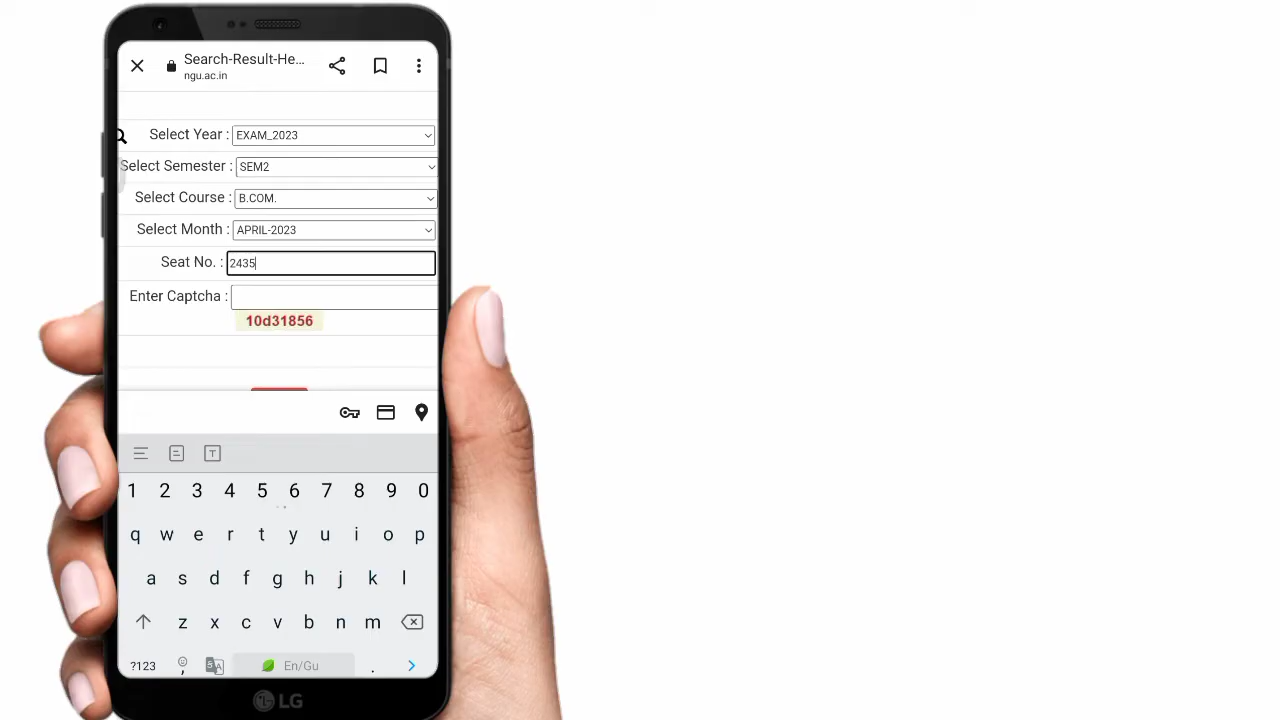 Search-Result-He...
ngu.ac.in
Select Year : EXAM_2023
Select Semester : SEM2
Select Course : B.COM.
Select Month : APRIL-2023
Seat No. : 2435
Enter Captcha :
10d31856
T
1 2 3 4 5 6 7 8 9 0
q w e r t y u i o p
a s d f g h j k l
z x c v b n m
?123 , En/Gu .
LG